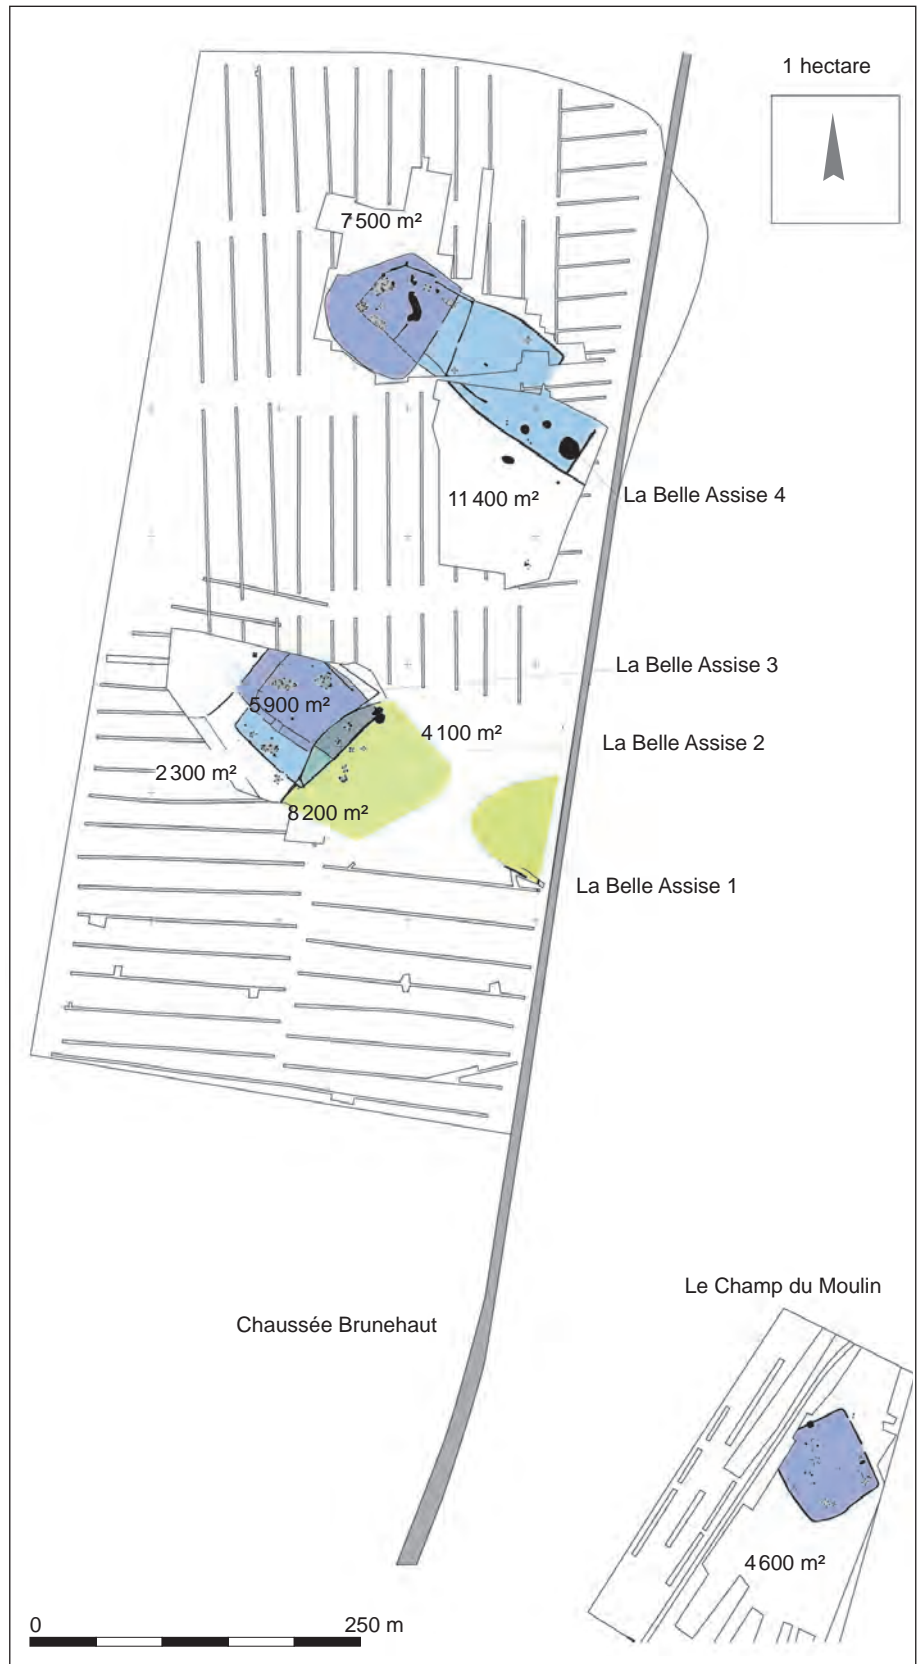 1 hectare
7 500 m²
11 400 m²
La Belle Assise 4
La Belle Assise 3
5 900 m²
4 100 m²
La Belle Assise 2
2 300 m²
8 200 m²
La Belle Assise 1
Le Champ du Moulin
Chaussée Brunehaut
4 600 m²
0 250 m